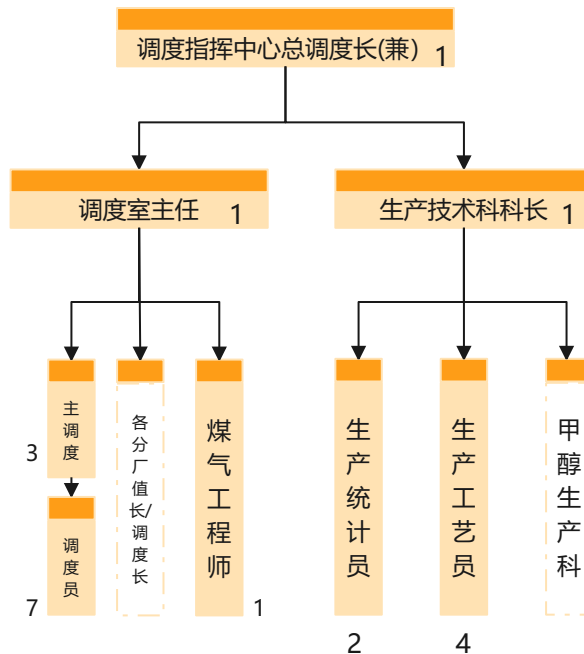 调度指挥中心总调度长(兼） 1
调度室主任 1
生产技术科科长 1
主调度
3
调度员
7
各分厂值长/调度长
煤气工程师
1
生产统计员
2
生产工艺员
4
甲醇生产科